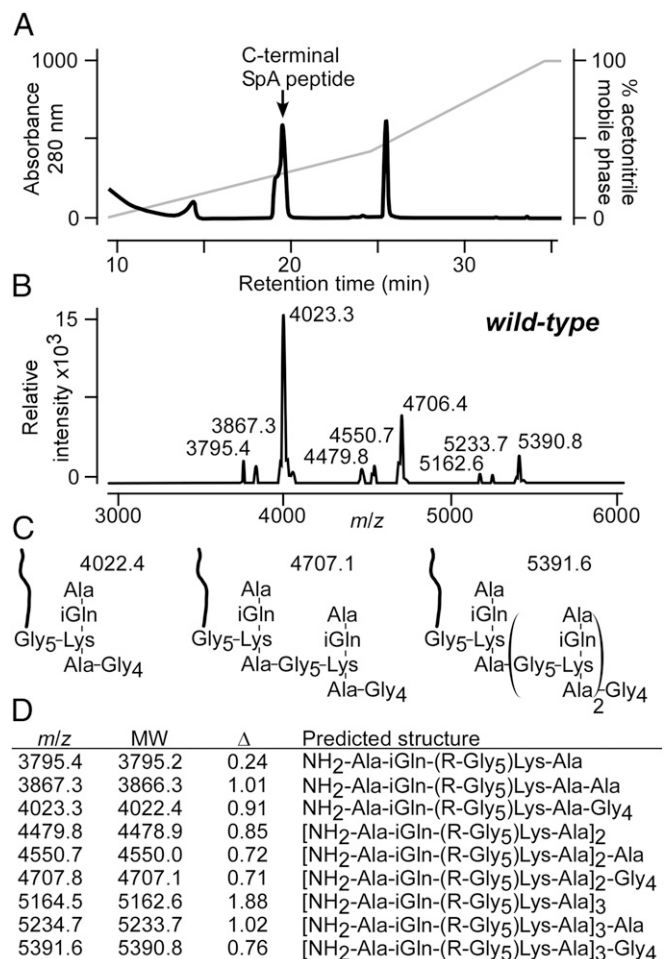 A
C-terminal
SpA peptide
1000
0
Absorbance
280 nm
100
0
% acetonitrile
mobile phase
10
20
30
Retention time (min)
B
15
0
Relative
intensity x10³
wild-type
4023.3
3867.3
3795.4
4706.4
4550.7
4479.8
5233.7
5162.6
5390.8
3000
4000
5000
6000
m/z
C
4022.4
4707.1
5391.6
Ala
iGln
Gly5-Lys
Ala-Gly4
Ala
iGln
Gly5-Lys
Ala
iGln
Ala-Gly5-Lys
Ala-Gly4
Ala
iGln
Gly5-Lys
Ala
iGln
Ala-(Gly5-Lys
Ala)2-Gly4
D
m/z MW Δ Predicted structure
3795.4 3795.2 0.24 NH2-Ala-iGln-(R-Gly5)Lys-Ala
3867.3 3866.3 1.01 NH2-Ala-iGln-(R-Gly5)Lys-Ala-Ala
4023.3 4022.4 0.91 NH2-Ala-iGln-(R-Gly5)Lys-Ala-Gly4
4479.8 4478.9 0.85 [NH2-Ala-iGln-(R-Gly5)Lys-Ala]2
4550.7 4550.0 0.72 [NH2-Ala-iGln-(R-Gly5)Lys-Ala]2-Ala
4707.8 4707.1 0.71 [NH2-Ala-iGln-(R-Gly5)Lys-Ala]2-Gly4
5164.5 5162.6 1.88 [NH2-Ala-iGln-(R-Gly5)Lys-Ala]3
5234.7 5233.7 1.02 [NH2-Ala-iGln-(R-Gly5)Lys-Ala]3-Ala
5391.6 5390.8 0.76 [NH2-Ala-iGln-(R-Gly5)Lys-Ala]3-Gly4